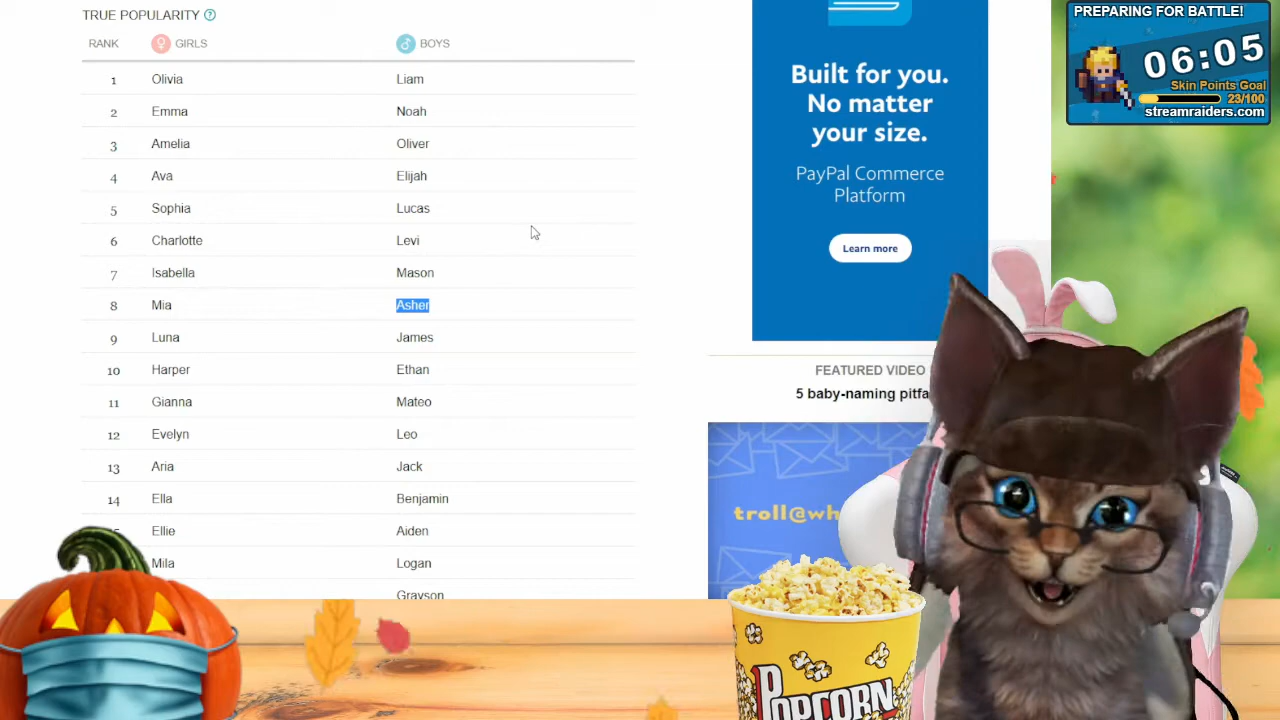 TRUE POPULARITY ?
RANK GIRLS BOYS
1 Olivia Liam
2 Emma Noah
3 Amelia Oliver
4 Ava Elijah
5 Sophia Lucas
6 Charlotte Levi
7 Isabella Mason
8 Mia Asher
9 Luna James
10 Harper Ethan
11 Gianna Mateo
12 Evelyn Leo
13 Aria Jack
14 Ella Benjamin
Ellie Aiden
Mila Logan
Grayson
Built for you.
No matter
your size.
PayPal Commerce
Platform
Learn more
FEATURED VIDEO
5 baby-naming pitfa
troll@wh
PREPARING FOR BATTLE!
06:05
Skin Points Goal
23/100
streamraiders.com
POPCORN